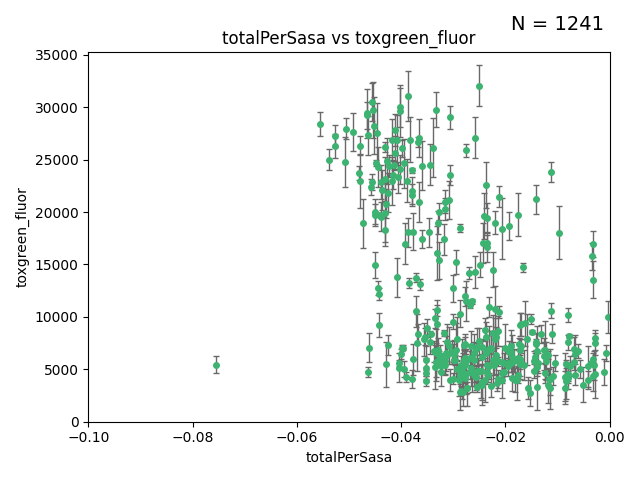 N = 1241
totalPerSasa vs toxgreen_fluor
35000
30000
25000
20000
15000
10000
5000
0
toxgreen_fluor
−0.10 −0.08 −0.06 −0.04 −0.02 0.00
totalPerSasa